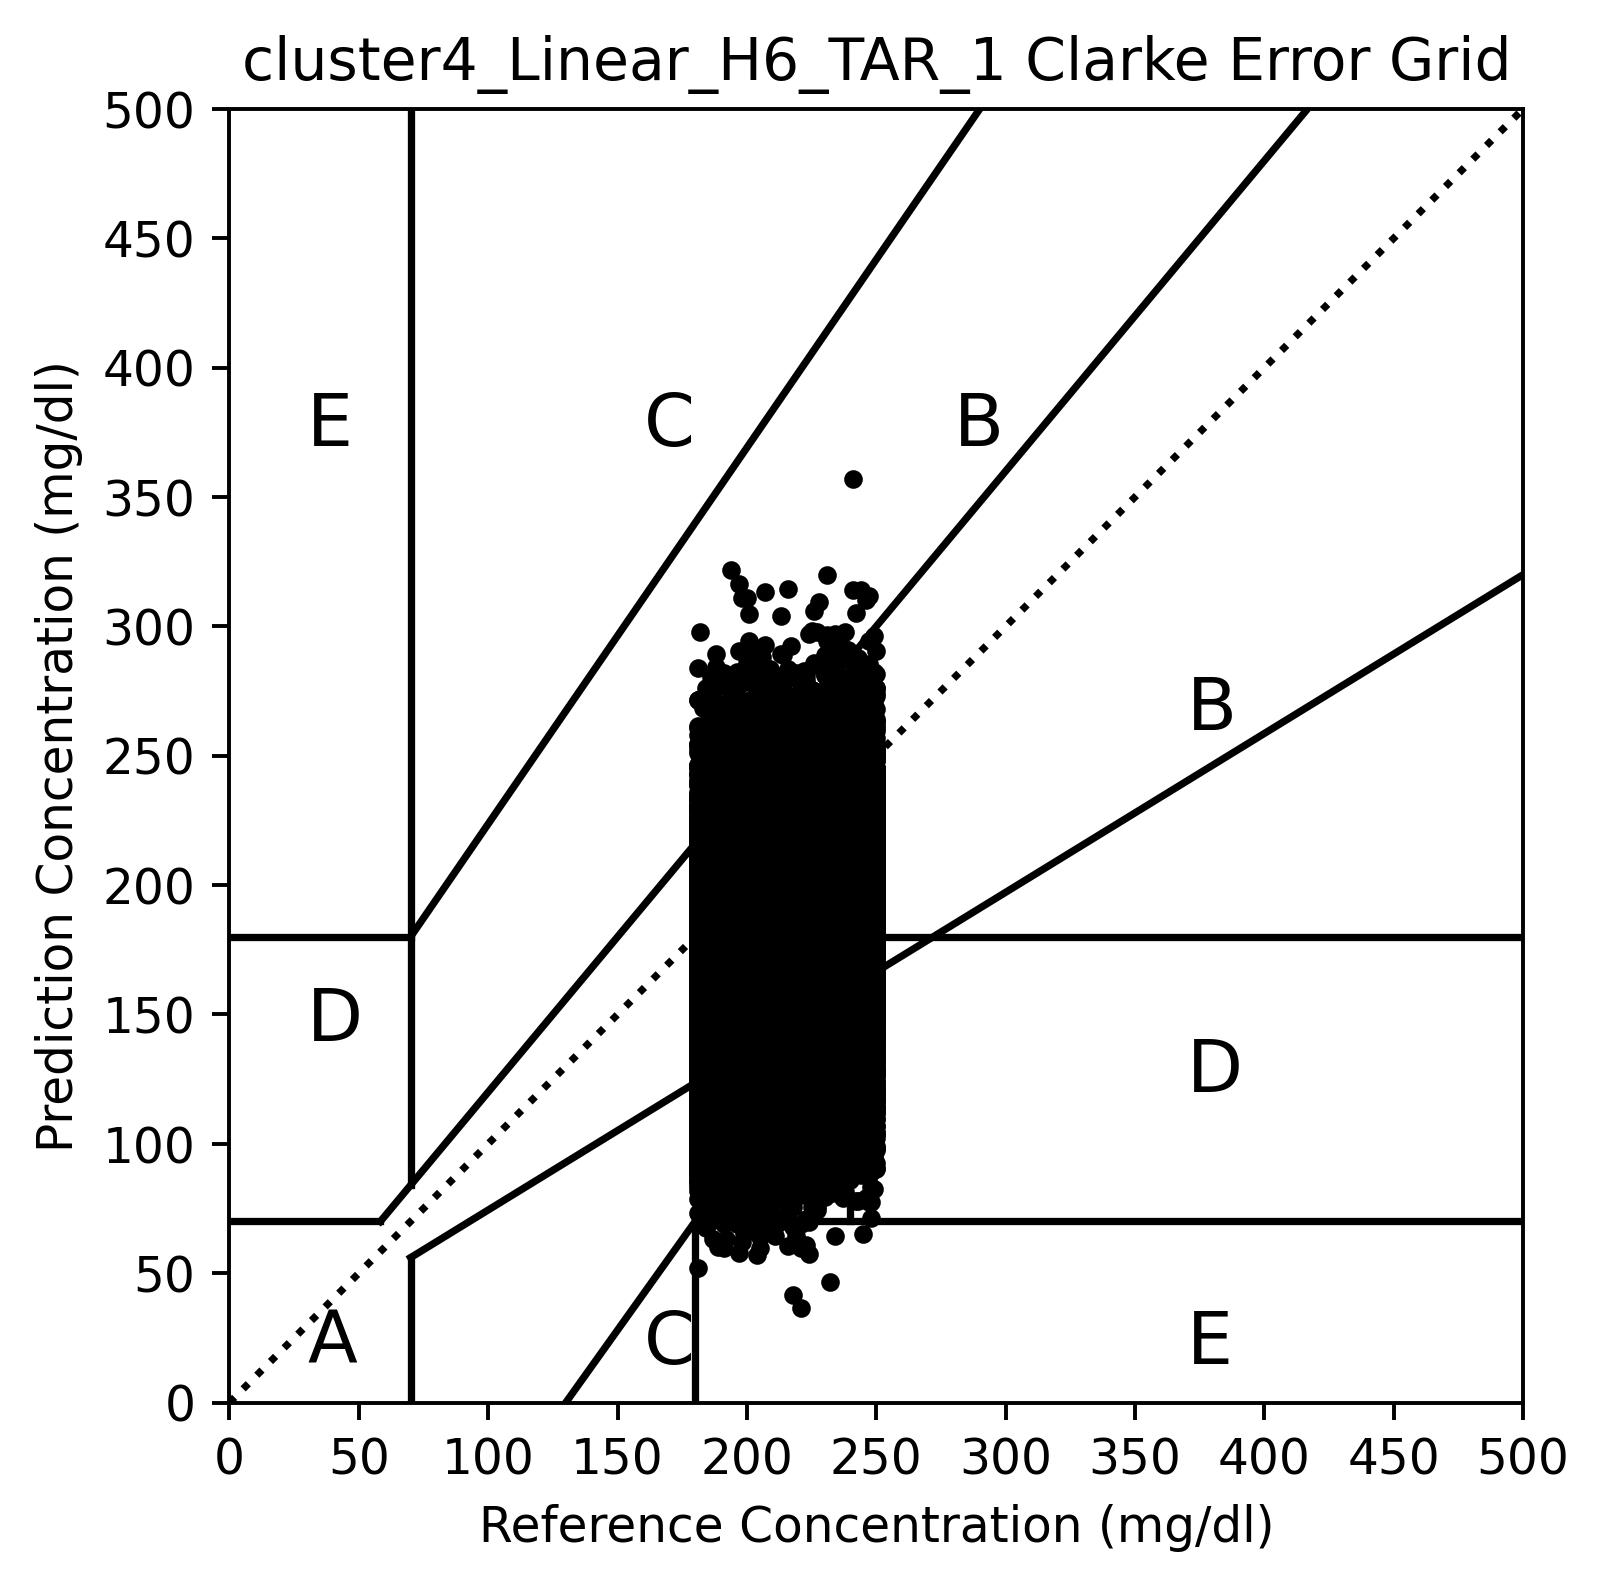 cluster4_Linear_H6_TAR_1 Clarke Error Grid
500
450
400
350
300
250
200
150
100
50
0
Prediction Concentration (mg/dl)
E
C
B
B
D
D
A
C
E
0 50 100 150 200 250 300 350 400 450 500
Reference Concentration (mg/dl)